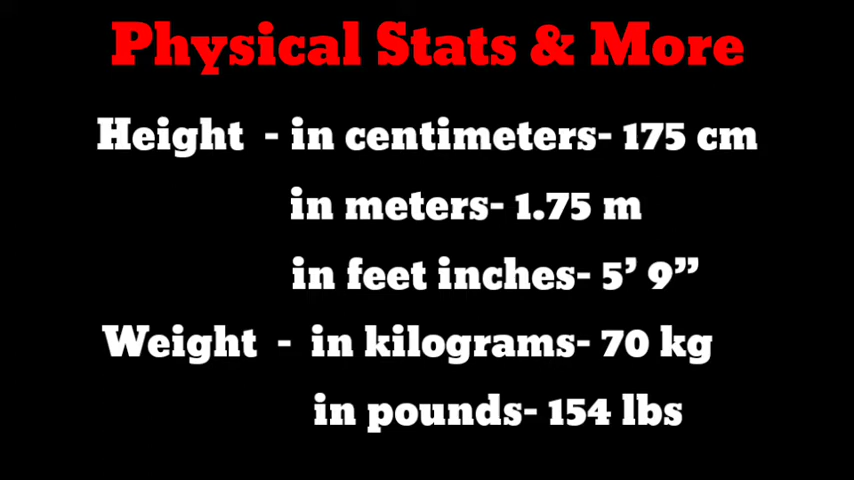 Physical Stats & More
Height - in centimeters- 175 cm
in meters- 1.75 m
in feet inches- 5’ 9”
Weight - in kilograms- 70 kg
in pounds- 154 lbs